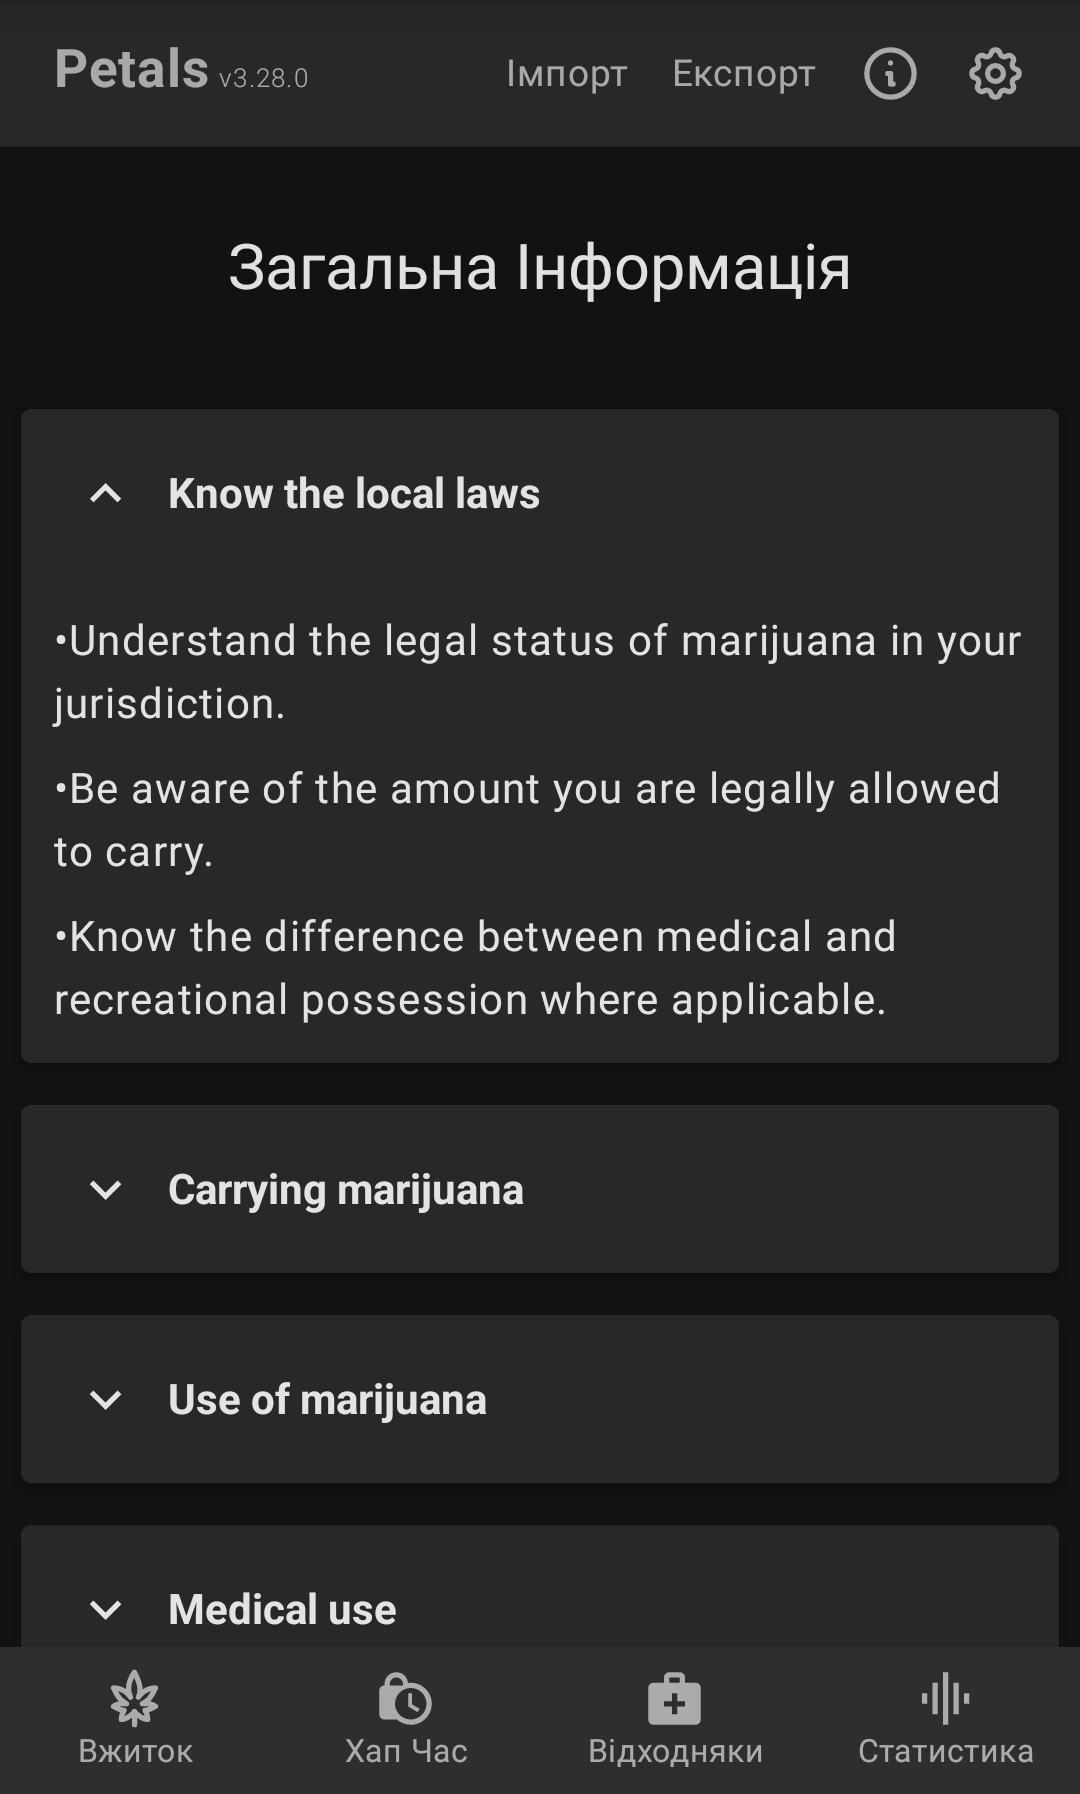 Petals v3.28.0 Імпорт Експорт
Загальна Інформація
Know the local laws
•Understand the legal status of marijuana in your
jurisdiction.
•Be aware of the amount you are legally allowed
to carry.
•Know the difference between medical and
recreational possession where applicable.
Carrying marijuana
Use of marijuana
Medical use
Вжиток Хап Час Відходняки Статистика